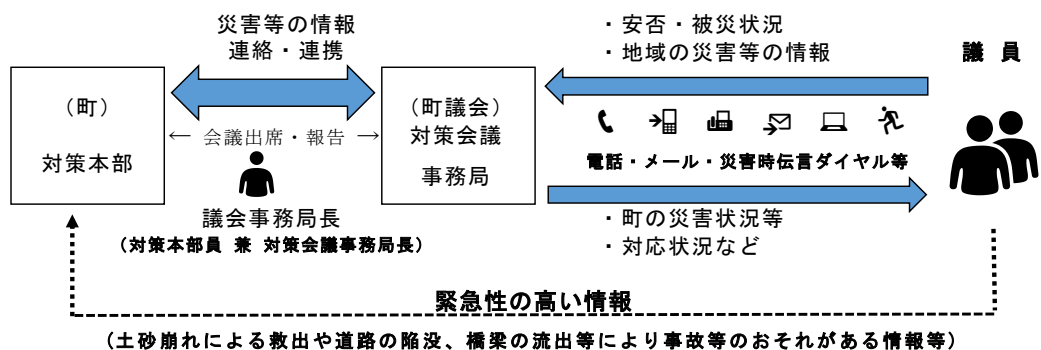 災害等の情報
連絡・連携
・安否・被災状況
・地域の災害等の情報
議 員
（町）
対策本部
← 会議出席・報告 →
（町議会）
対策会議
事務局
電話・メール・災害時伝言ダイヤル等
議会事務局長
（対策本部員 兼 対策会議事務局長）
・町の災害状況等
・対応状況など
緊急性の高い情報
（土砂崩れによる救出や道路の陥没、橋梁の流出等により事故等のおそれがある情報等）